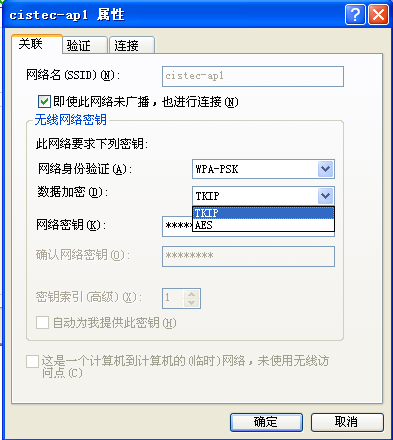 cistec-ap1 属性
关联
验证
连接
网络名(SSID)(N):
cistec-ap1
即使此网络未广播，也进行连接(N)
无线网络密钥
此网络要求下列密钥:
网络身份验证(A):
WPA-PSK
数据加密(D):
TKIP
TKIP
AES
网络密钥(K):
*****
确认网络密钥(O):
********
密钥索引(高级)(X):
1
自动为我提供此密钥(H)
这是一个计算机到计算机的(临时)网络，未使用无线访
问点(C)
确定
取消